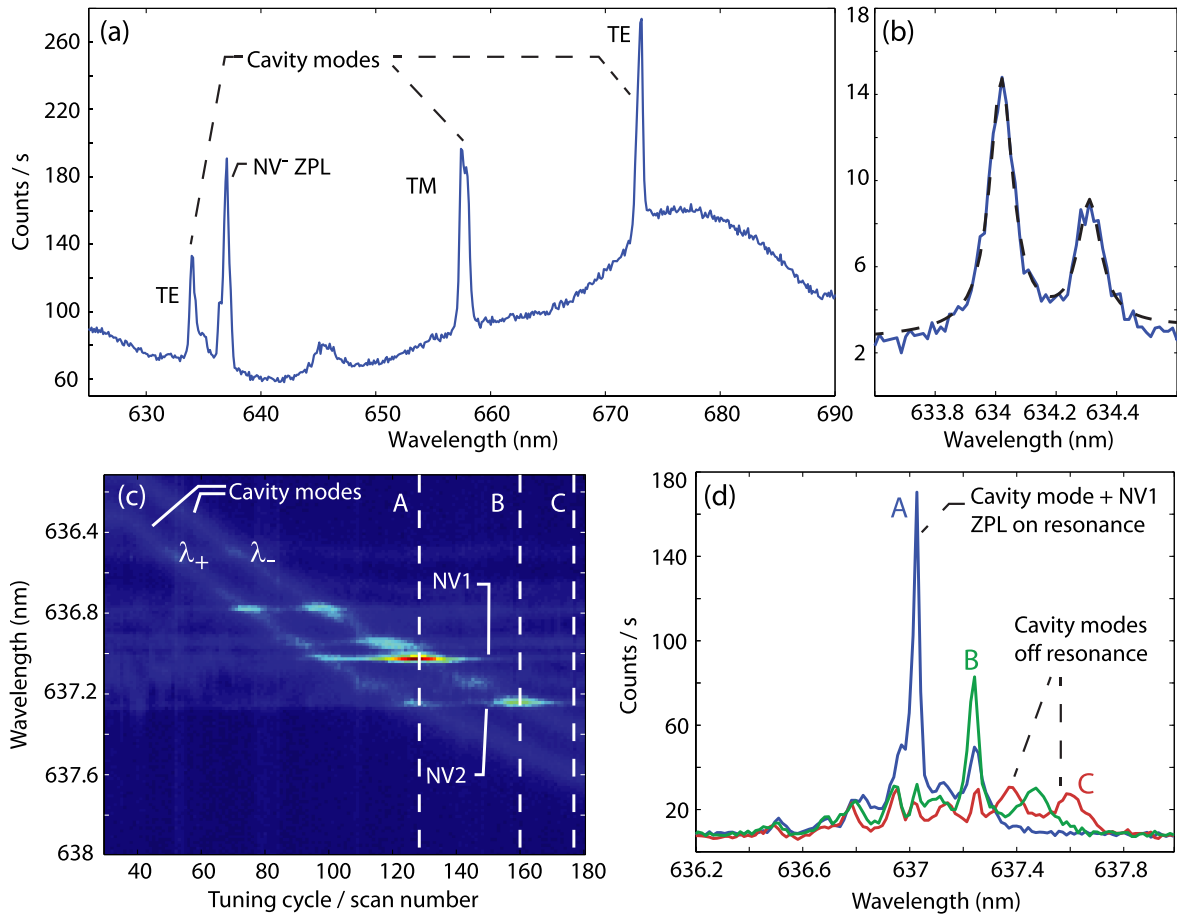 (a)
260
220
180
140
100
60
Counts / s
Cavity modes
TE
NV⁻ ZPL
TE
TM
630 640 650 660 670 680 690
Wavelength (nm)
(b)
18
14
10
6
2
633.8 634 634.2 634.4
Wavelength (nm)
(c)
Cavity modes
A
B
C
λ+
λ-
NV1
NV2
636.4
636.8
637.2
637.6
638
Wavelength (nm)
40 60 80 100 120 140 160 180
Tuning cycle / scan number
(d)
180
140
100
60
20
Counts / s
A
Cavity mode + NV1
ZPL on resonance
Cavity modes
off resonance
B
C
636.2 636.6 637 637.4 637.8
Wavelength (nm)